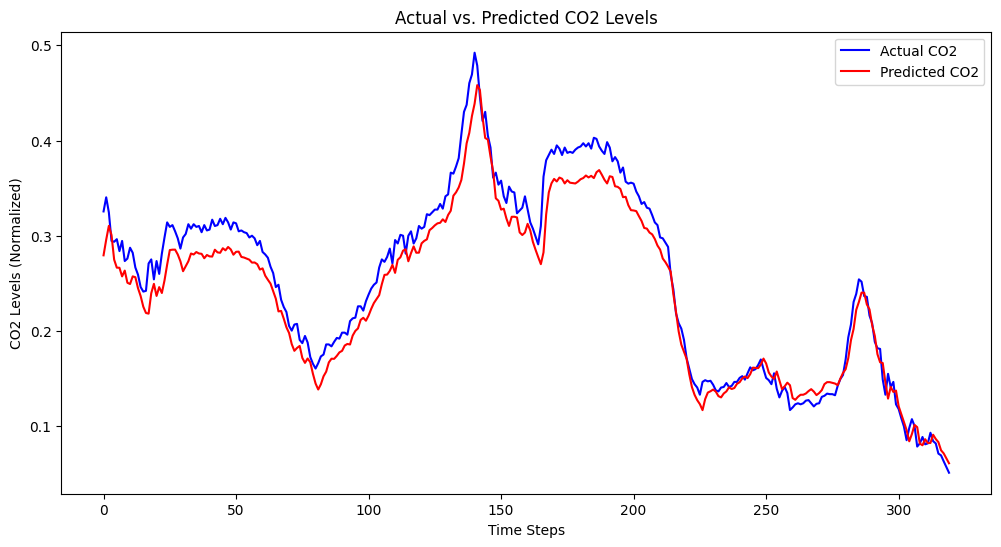 Actual vs. Predicted CO2 Levels
Actual CO2
Predicted CO2
CO2 Levels (Normalized)
0.5
0.4
0.3
0.2
0.1
0 50 100 150 200 250 300
Time Steps